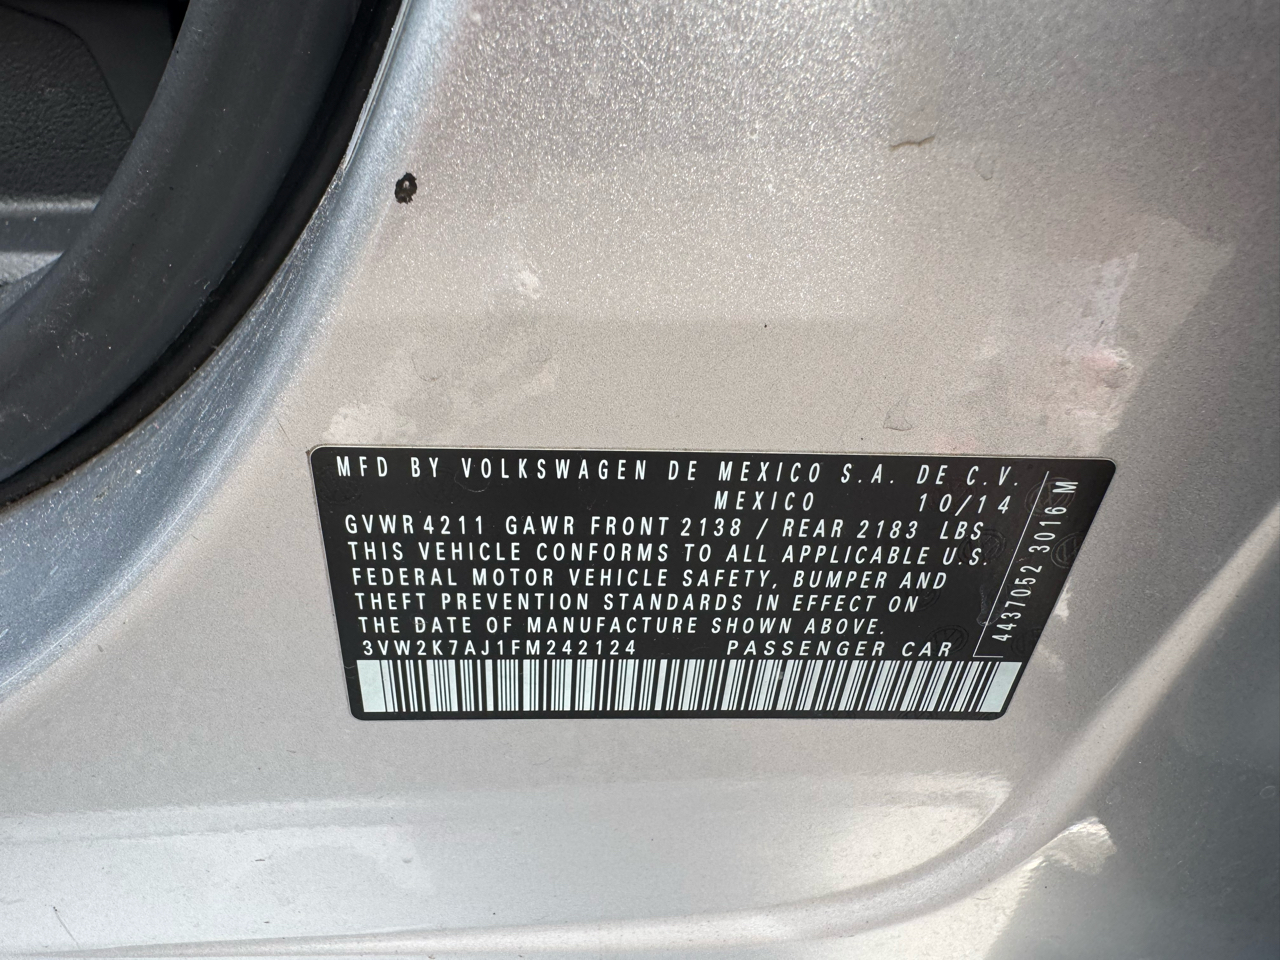 MFD BY VOLKSWAGEN DE MEXICO S.A. DE C.V.
MEXICO 10/14
GVWR 4211 GAWR FRONT 2138 / REAR 2183 LBS
THIS VEHICLE CONFORMS TO ALL APPLICABLE U.S.
FEDERAL MOTOR VEHICLE SAFETY, BUMPER AND
THEFT PREVENTION STANDARDS IN EFFECT ON
THE DATE OF MANUFACTURE SHOWN ABOVE.
3VW2K7AJ1FM242124 PASSENGER CAR
4437052 3016 M